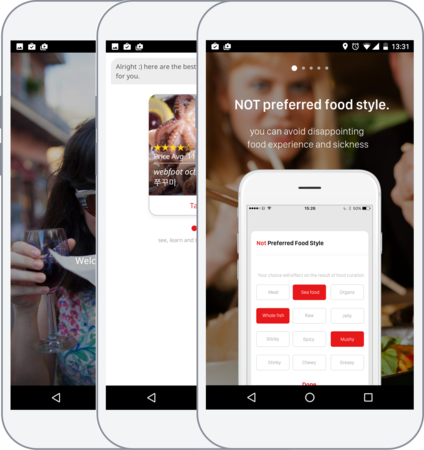 Welc
Alright :) here are the best
for you.
Price Avg. 11
webfoot oct
쭈꾸미
Ta
see, learn and
13:31
NOT preferred food style.
you can avoid disappointing
food experience and sickness
15:26
50%
Not Preferred Food Style
Your choice will effect on the result of food curation
Meat Sea food Organs
Whole fish Raw Jelly
Spicy Mushy
Stinky Chewy Greasy
Done